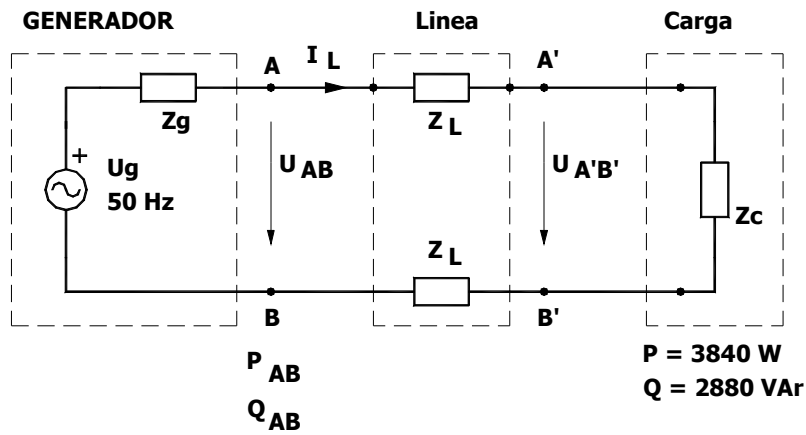 GENERADOR
Linea
Carga
A
I L
A'
Zg
Z L
+
Ug
50 Hz
U AB
U A'B'
Zc
Z L
B
B'
P AB
Q AB
P = 3840 W
Q = 2880 VAr